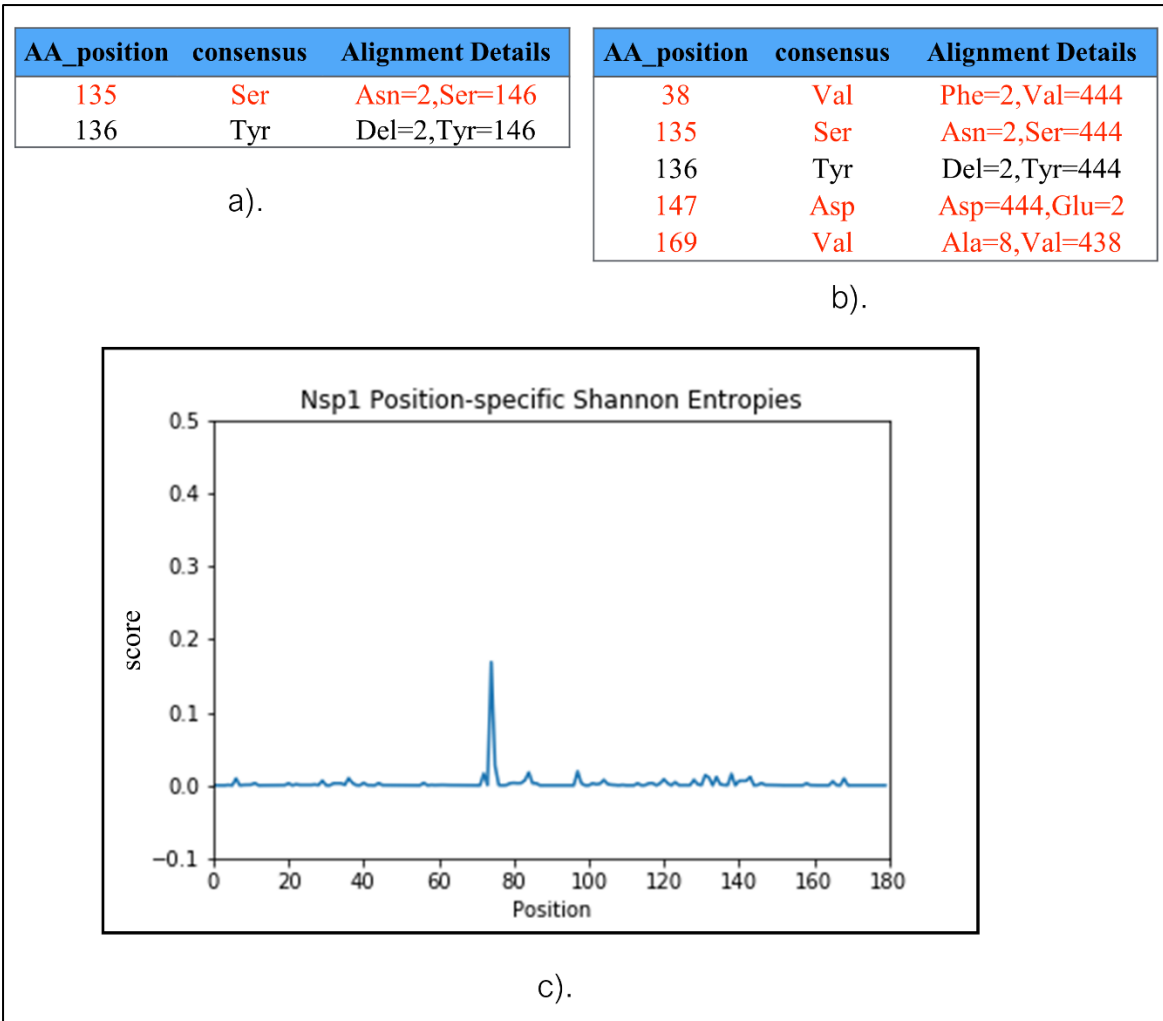 AA_position consensus Alignment Details
135 Ser Asn=2,Ser=146
136 Tyr Del=2,Tyr=146
a).
AA_position consensus Alignment Details
38 Val Phe=2,Val=444
135 Ser Asn=2,Ser=444
136 Tyr Del=2,Tyr=444
147 Asp Asp=444,Glu=2
169 Val Ala=8,Val=438
b).
Nsp1 Position-specific Shannon Entropies
0.5
0.4
0.3
0.2
0.1
0.0
−0.1
score
0 20 40 60 80 100 120 140 160 180
Position
c).